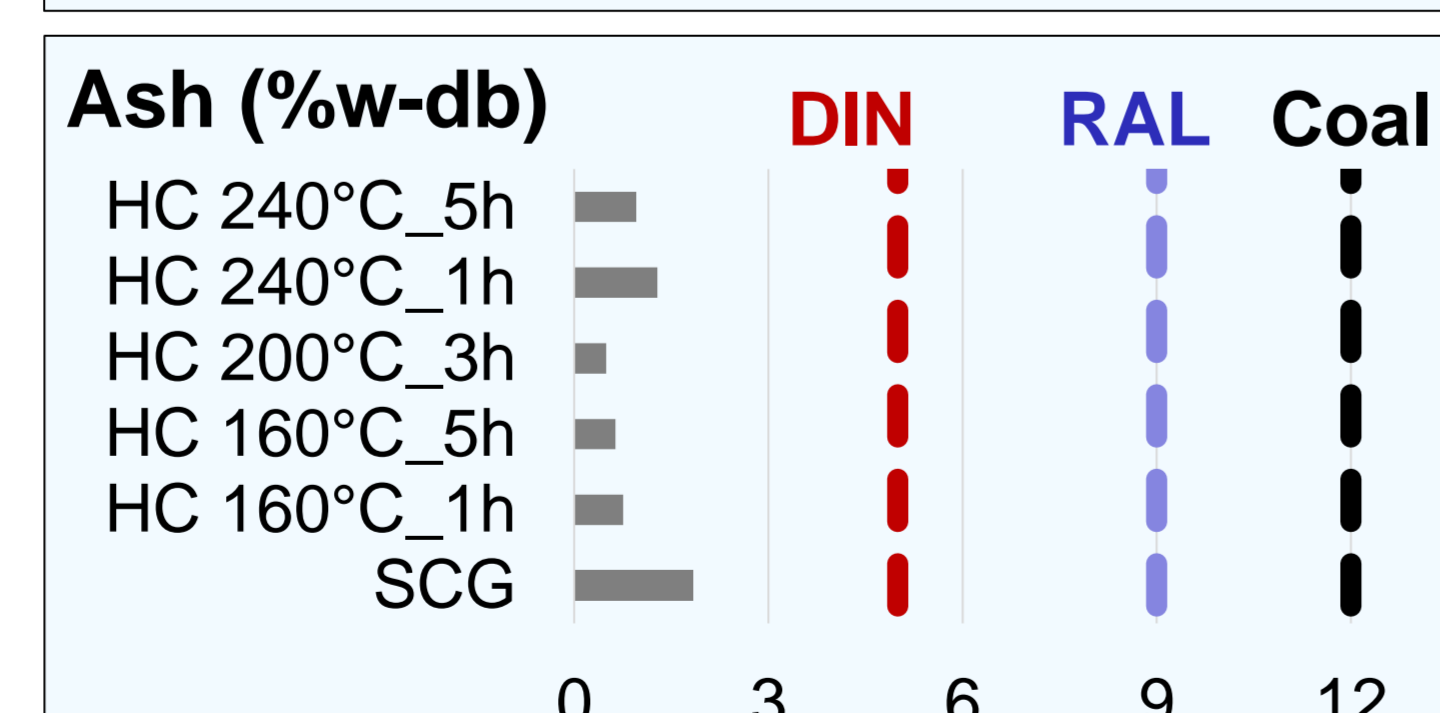 Ash (%w-db)
DIN
RAL
Coal
HC 240°C_5h
HC 240°C_1h
HC 200°C_3h
HC 160°C_5h
HC 160°C_1h
SCG
0 3 6 9 12